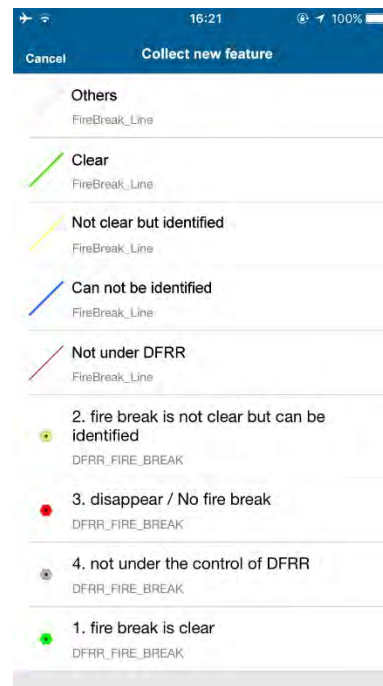 16:21
100%
Cancel
Collect new feature
Others
FireBreak_Line
Clear
FireBreak_Line
Not clear but identified
FireBreak_Line
Can not be identified
FireBreak_Line
Not under DFRR
FireBreak_Line
2. fire break is not clear but can be
identified
DFRR_FIRE_BREAK
3. disappear / No fire break
DFRR_FIRE_BREAK
4. not under the control of DFRR
DFRR_FIRE_BREAK
1. fire break is clear
DFRR_FIRE_BREAK